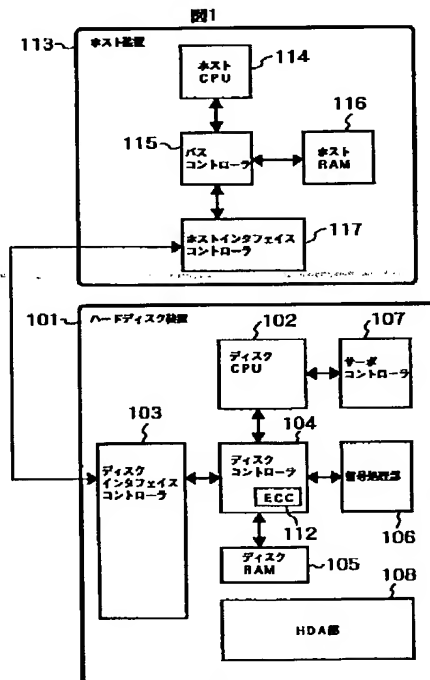 図1
113
ホスト装置
ホスト
CPU
114
116
115
バス
コントローラ
ホスト
RAM
ホストインタフェイス
コントローラ
117
101
ハードディスク装置
102
107
ディスク
CPU
サーボ
コントローラ
103
104
ディスク
インタフェイス
コントローラ
ディスク
コントローラ
ECC
信号処理部
112
106
ディスク
RAM
105
108
HDA部